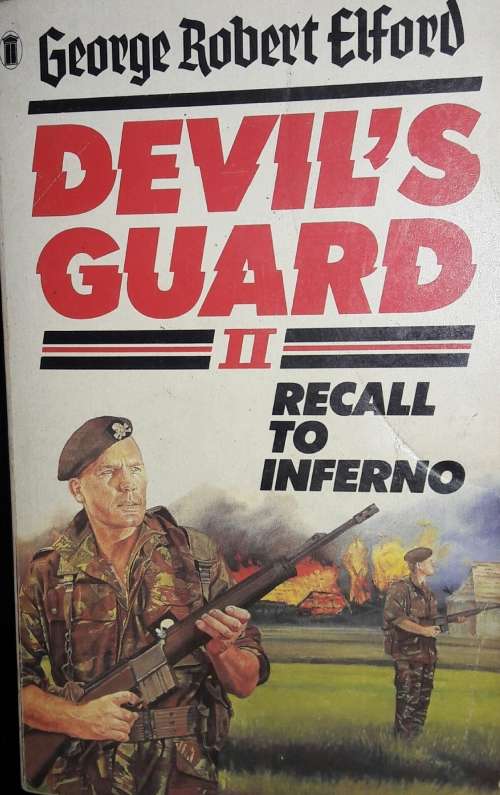 George Robert Elford
DEVIL'S
GUARD
II
RECALL
TO
INFERNO